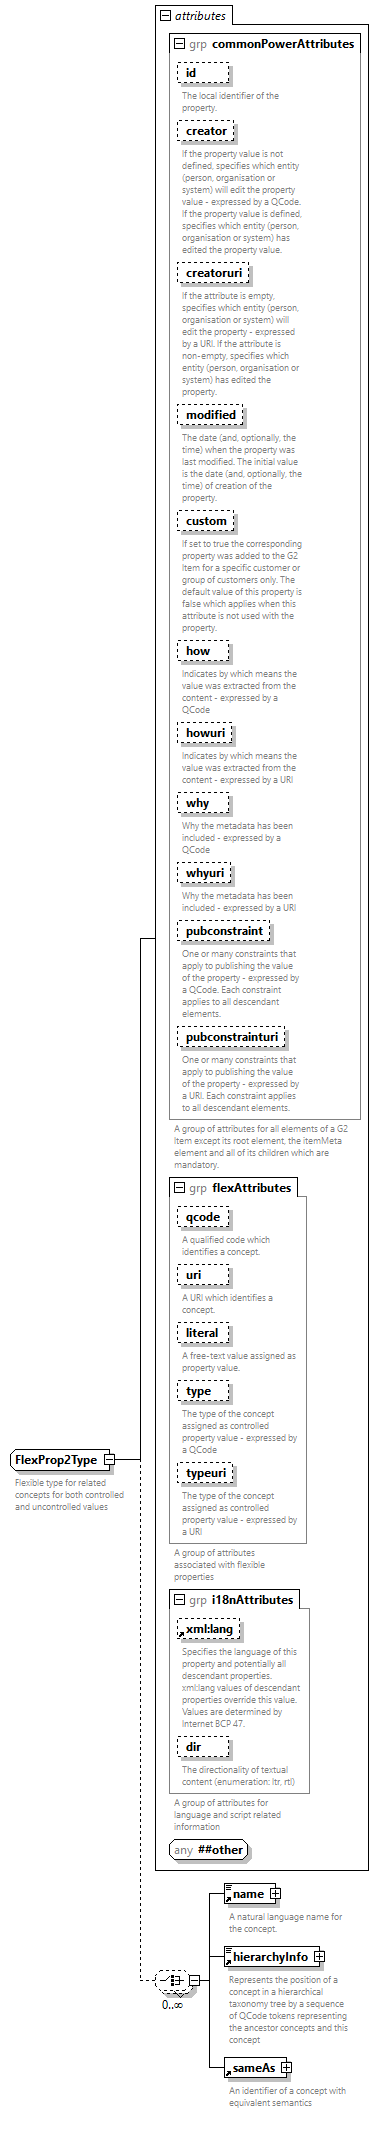 attributes
grp commonPowerAttributes
id
The local identifier of the
property.
creator
If the property value is not
defined, specifies which entity
(person, organisation or
system) will edit the property
value - expressed by a QCode.
If the property value is defined,
specifies which entity (person,
organisation or system) has
edited the property value.
creatoruri
If the attribute is empty,
specifies which entity (person,
organisation or system) will
edit the property - expressed
by a URI. If the attribute is
non-empty, specifies which
entity (person, organisation or
system) has edited the
property.
modified
The date (and, optionally, the
time) when the property was
last modified. The initial value
is the date (and, optionally, the
time) of creation of the
property.
custom
If set to true the corresponding
property was added to the G2
Item for a specific customer or
group of customers only. The
default value of this property is
false which applies when this
attribute is not used with the
property.
how
Indicates by which means the
value was extracted from the
content - expressed by a
QCode
howuri
Indicates by which means the
value was extracted from the
content - expressed by a URI
why
Why the metadata has been
included - expressed by a
QCode
whyuri
Why the metadata has been
included - expressed by a URI
pubconstraint
One or many constraints that
apply to publishing the value
of the property - expressed by
a QCode. Each constraint
applies to all descendant
elements.
pubconstrainturi
One or many constraints that
apply to publishing the value
of the property - expressed by
a URI. Each constraint applies
to all descendant elements.
A group of attributes for all elements of a G2
Item except its root element, the itemMeta
element and all of its children which are
mandatory.
grp flexAttributes
qcode
A qualified code which
identifies a concept.
uri
A URI which identifies a
concept.
literal
A free-text value assigned as
property value.
type
The type of the concept
assigned as controlled
property value - expressed by
a QCode
typeuri
The type of the concept
assigned as controlled
property value - expressed by
a URI
A group of attributes
associated with flexible
properties
FlexProp2Type
Flexible type for related
concepts for both controlled
and uncontrolled values
grp i18nAttributes
xml:lang
Specifies the language of this
property and potentially all
descendant properties.
xml:lang values of descendant
properties override this value.
Values are determined by
Internet BCP 47.
dir
The directionality of textual
content (enumeration: ltr, rtl)
A group of attributes for
language and script related
information
any ##other
name
A natural language name for
the concept.
hierarchyInfo
Represents the position of a
concept in a hierarchical
taxonomy tree by a sequence
of QCode tokens representing
the ancestor concepts and this
concept
0..∞
sameAs
An identifier of a concept with
equivalent semantics